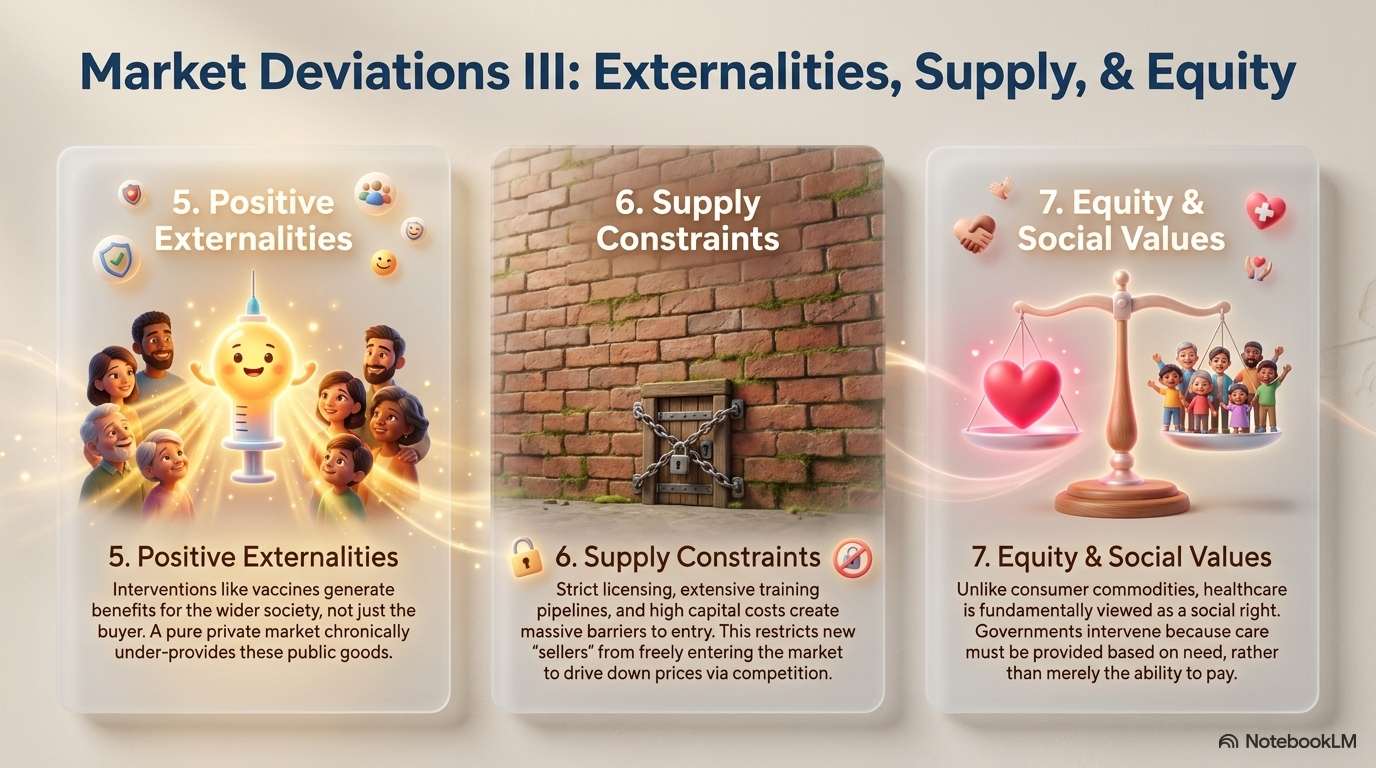 Market Deviations III: Externalities, Supply, & Equity
5. Positive
Externalities
5. Positive Externalities
Interventions like vaccines generate
benefits for the wider society, not just the
buyer. A pure private market chronically
under-provides these public goods.
6. Supply
Constraints
6. Supply Constraints
Strict licensing, extensive training
pipelines, and high capital costs create
massive barriers to entry. This restricts new
“sellers” from freely entering the market
to drive down prices via competition.
7. Equity &
Social Values
7. Equity & Social Values
Unlike consumer commodities, healthcare
is fundamentally viewed as a social right.
Governments intervene because care
must be provided based on need, rather
than merely the ability to pay.
NotebookLM